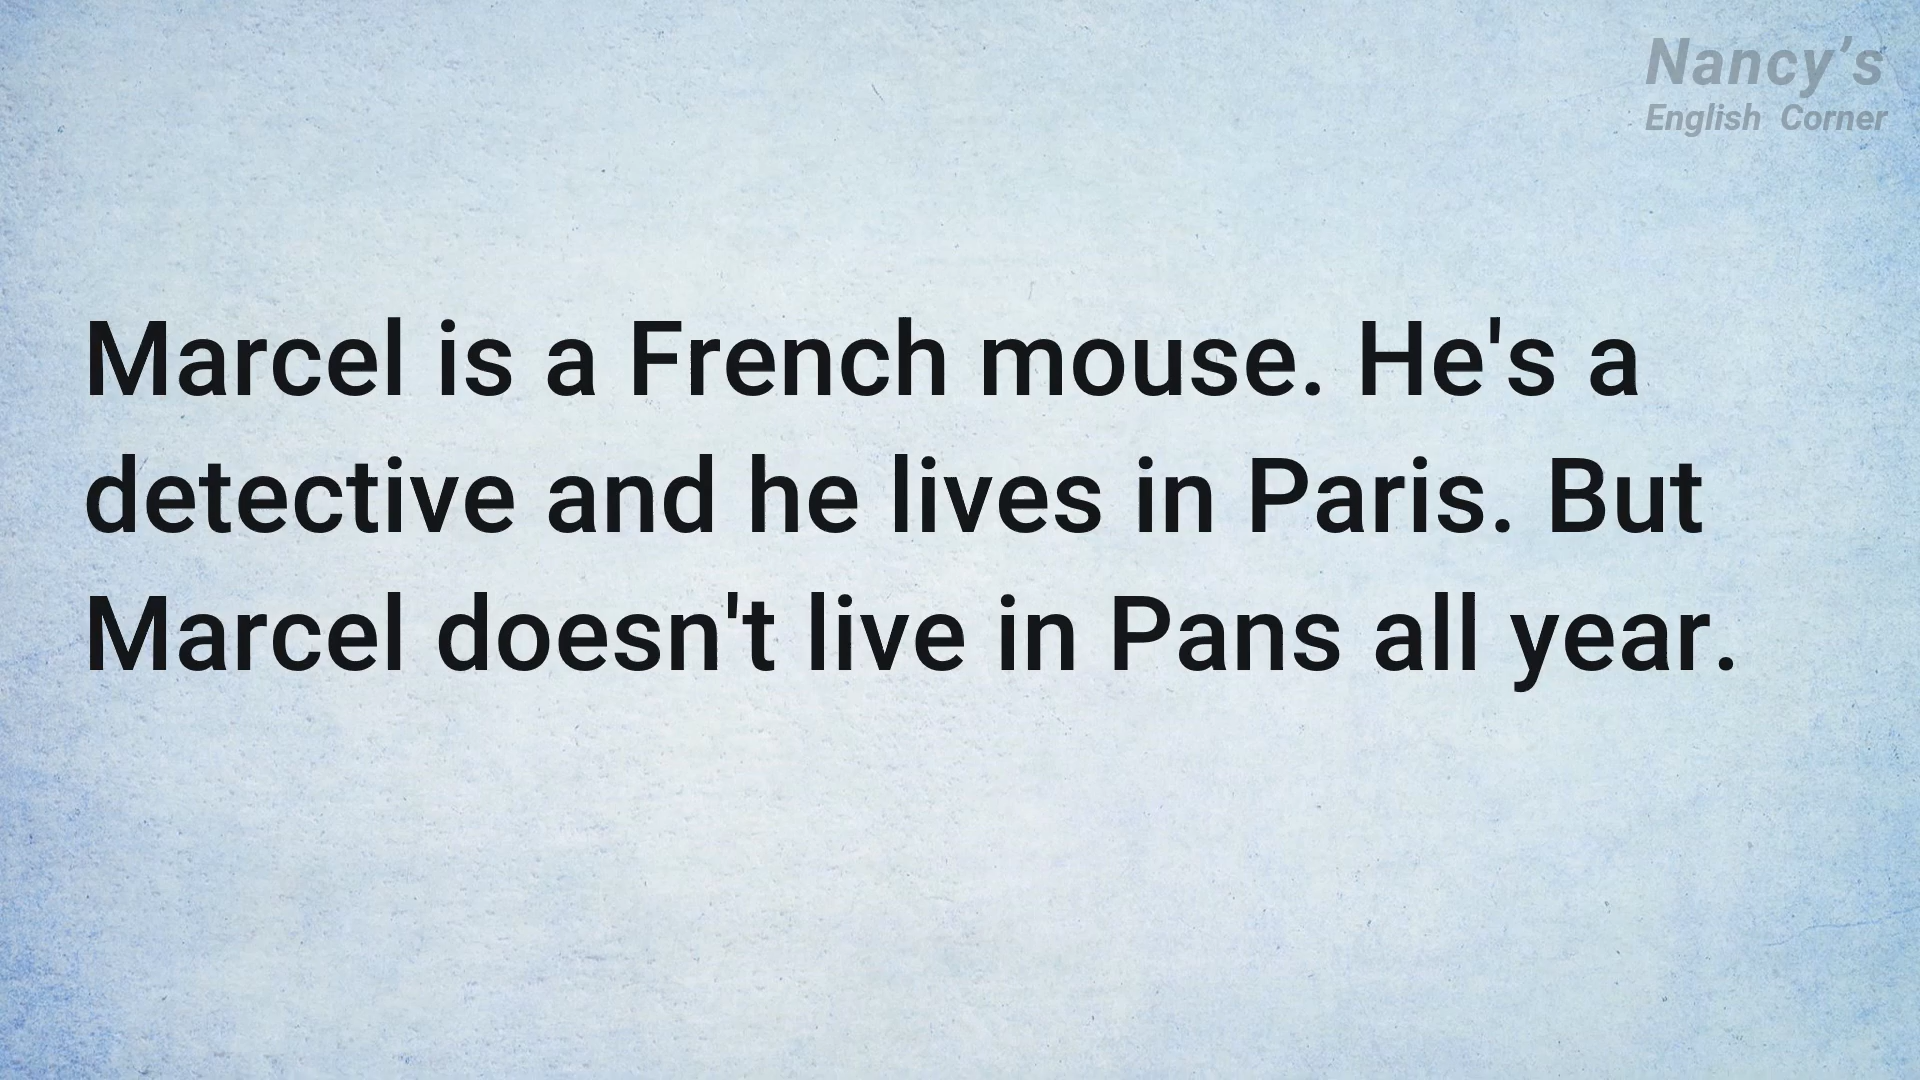 Nancy’s
English Corner
Marcel is a French mouse. He's a
detective and he lives in Paris. But
Marcel doesn't live in Pans all year.